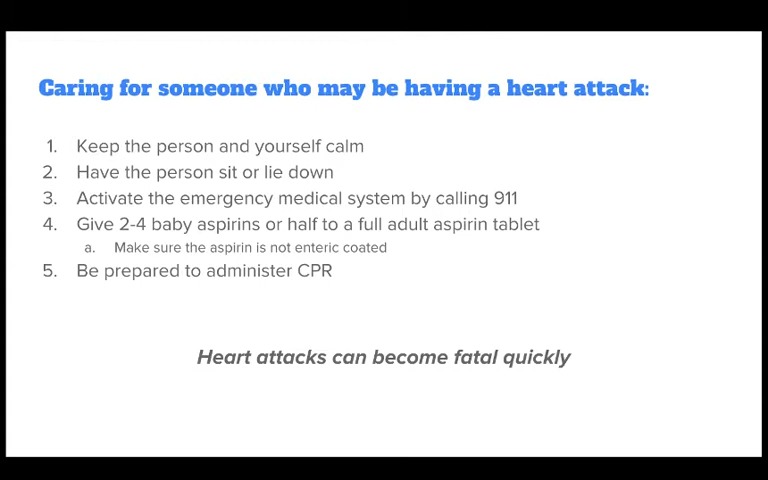 Caring for someone who may be having a heart attack:
1. Keep the person and yourself calm
2. Have the person sit or lie down
3. Activate the emergency medical system by calling 911
4. Give 2-4 baby aspirins or half to a full adult aspirin tablet
a. Make sure the aspirin is not enteric coated
5. Be prepared to administer CPR
Heart attacks can become fatal quickly